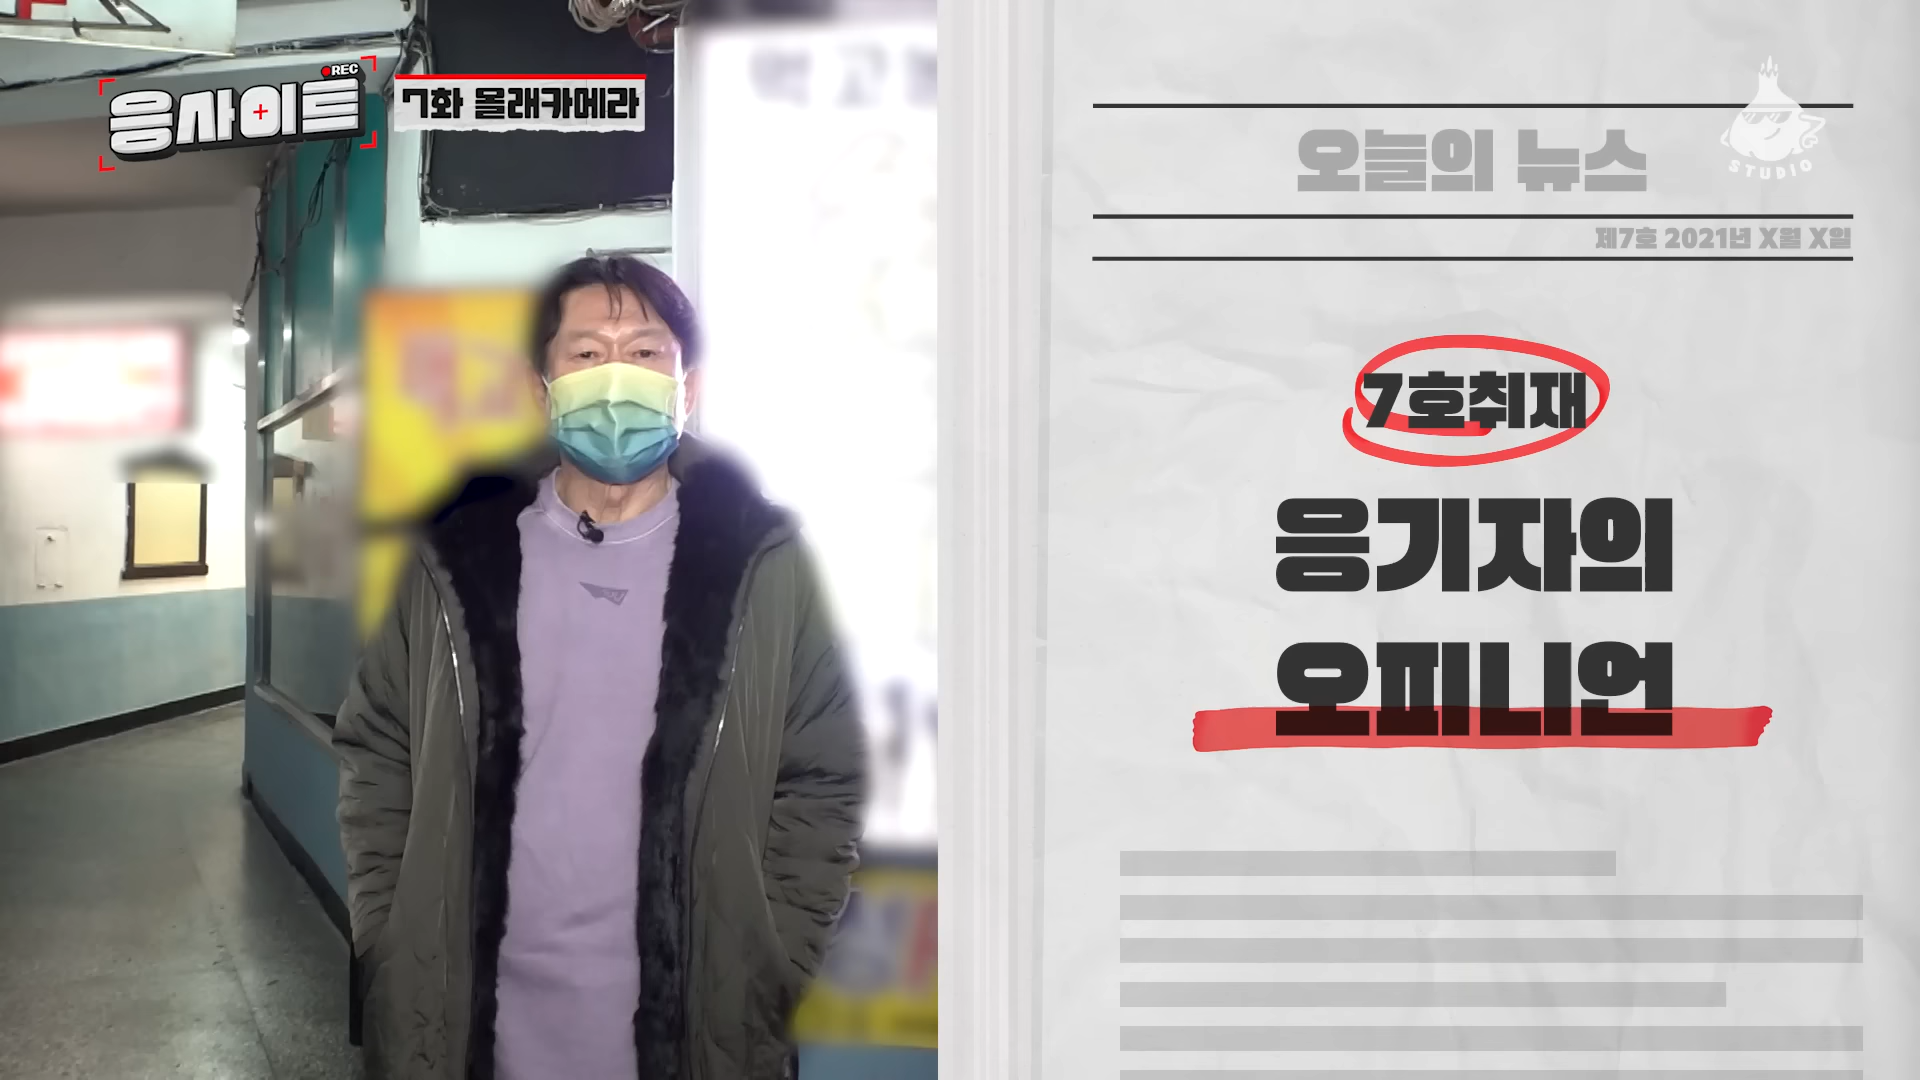 REC
응사이트
7화 몰래카메라
STUDIO
오늘의 뉴스
제7호 2021년 X월 X일
7호취재
응기자의
오피니언